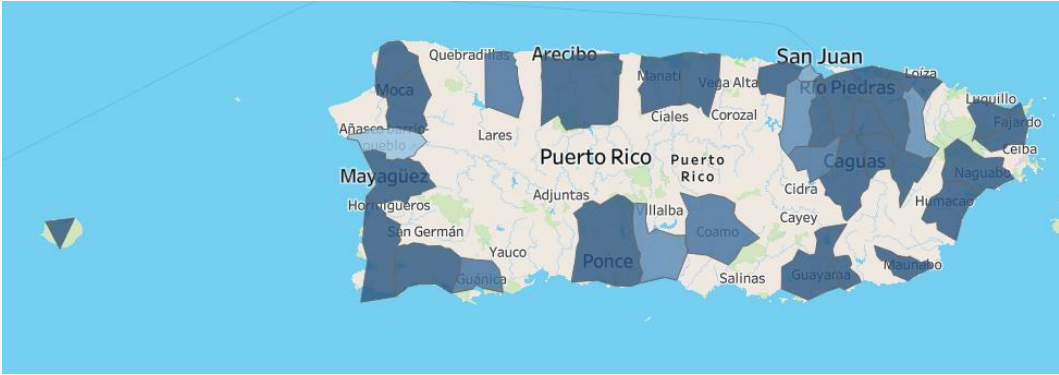 Quebradillas
Arecibo
San Juan
Moca
Manatí
Vega Alta
Río Piedras
Loíza
Luquillo
Ciales
Corozal
Fajardo
Añasco barrio-
pueblo
Lares
Ceiba
Puerto Rico
Puerto
Rico
Caguas
Mayagüez
Naguabo
Adjuntas
Cidra
Hormigueros
Villalba
Humacao
Cayey
San Germán
Coamo
Yauco
Ponce
Maunabo
Guánica
Salinas
Guayama